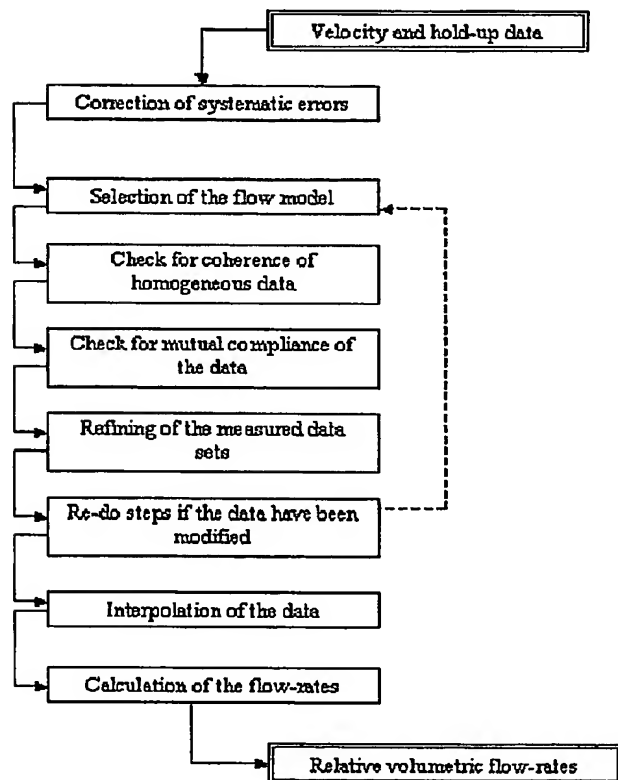 Velocity and hold-up data
Correction of systematic errors
Selection of the flow model
Check for coherence of
homogeneous data
Check for mutual compliance of
the data
Refining of the measured data
sets
Re-do steps if the data have been
modified
Interpolation of the data
Calculation of the flow-rates
Relative volumetric flow-rates